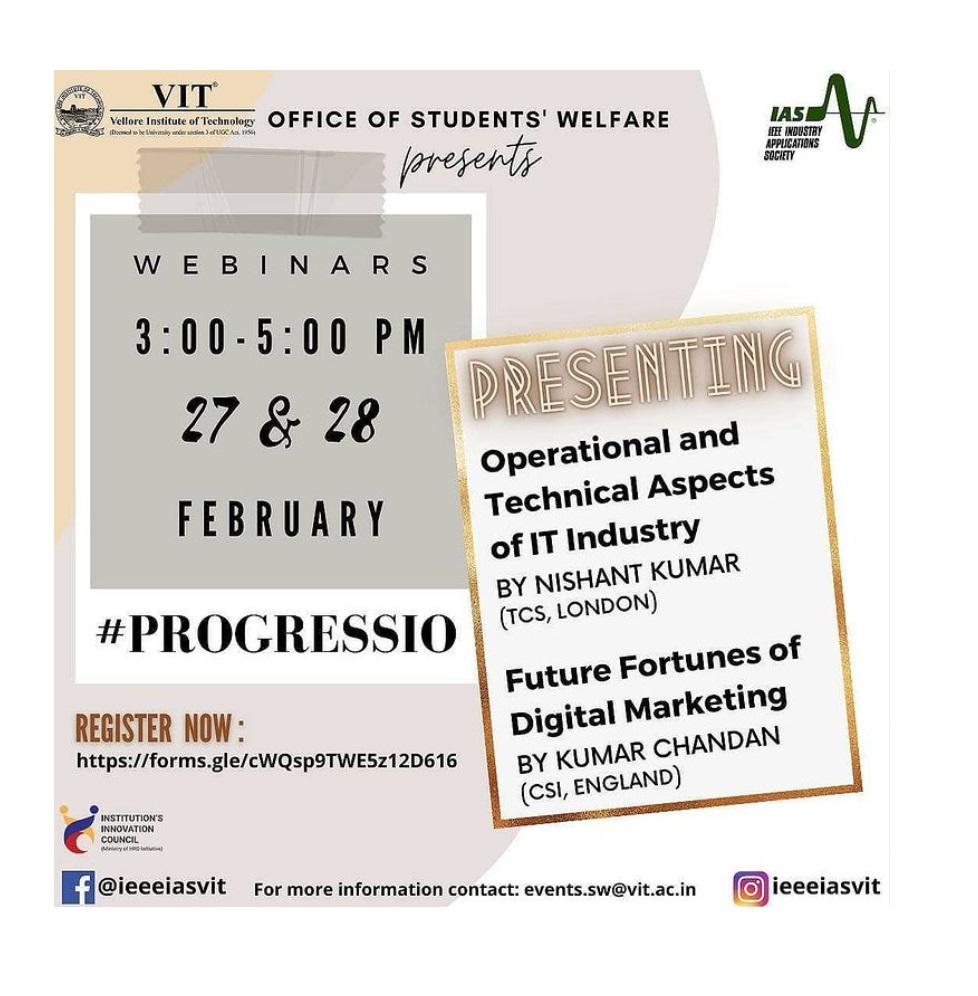 VIT®
Vellore Institute of Technology
(Deemed to be University under section 3 of UGC Act, 1956)
OFFICE OF STUDENTS' WELFARE
presents
IAS
IEEE INDUSTRY
APPLICATIONS
SOCIETY®
WEBINARS
3:00-5:00 PM
27 & 28
FEBRUARY
#PROGRESSIO
PRESENTING
Operational and
Technical Aspects
of IT Industry
BY NISHANT KUMAR
(TCS, LONDON)
Future Fortunes of
Digital Marketing
BY KUMAR CHANDAN
(CSI, ENGLAND)
REGISTER NOW:
https://forms.gle/cWQsp9TWE5z12D616
INSTITUTION'S
INNOVATION
COUNCIL
(Ministry of HRD Initiative)
@ieeeiasvit
For more information contact: events.sw@vit.ac.in
ieeeiasvit